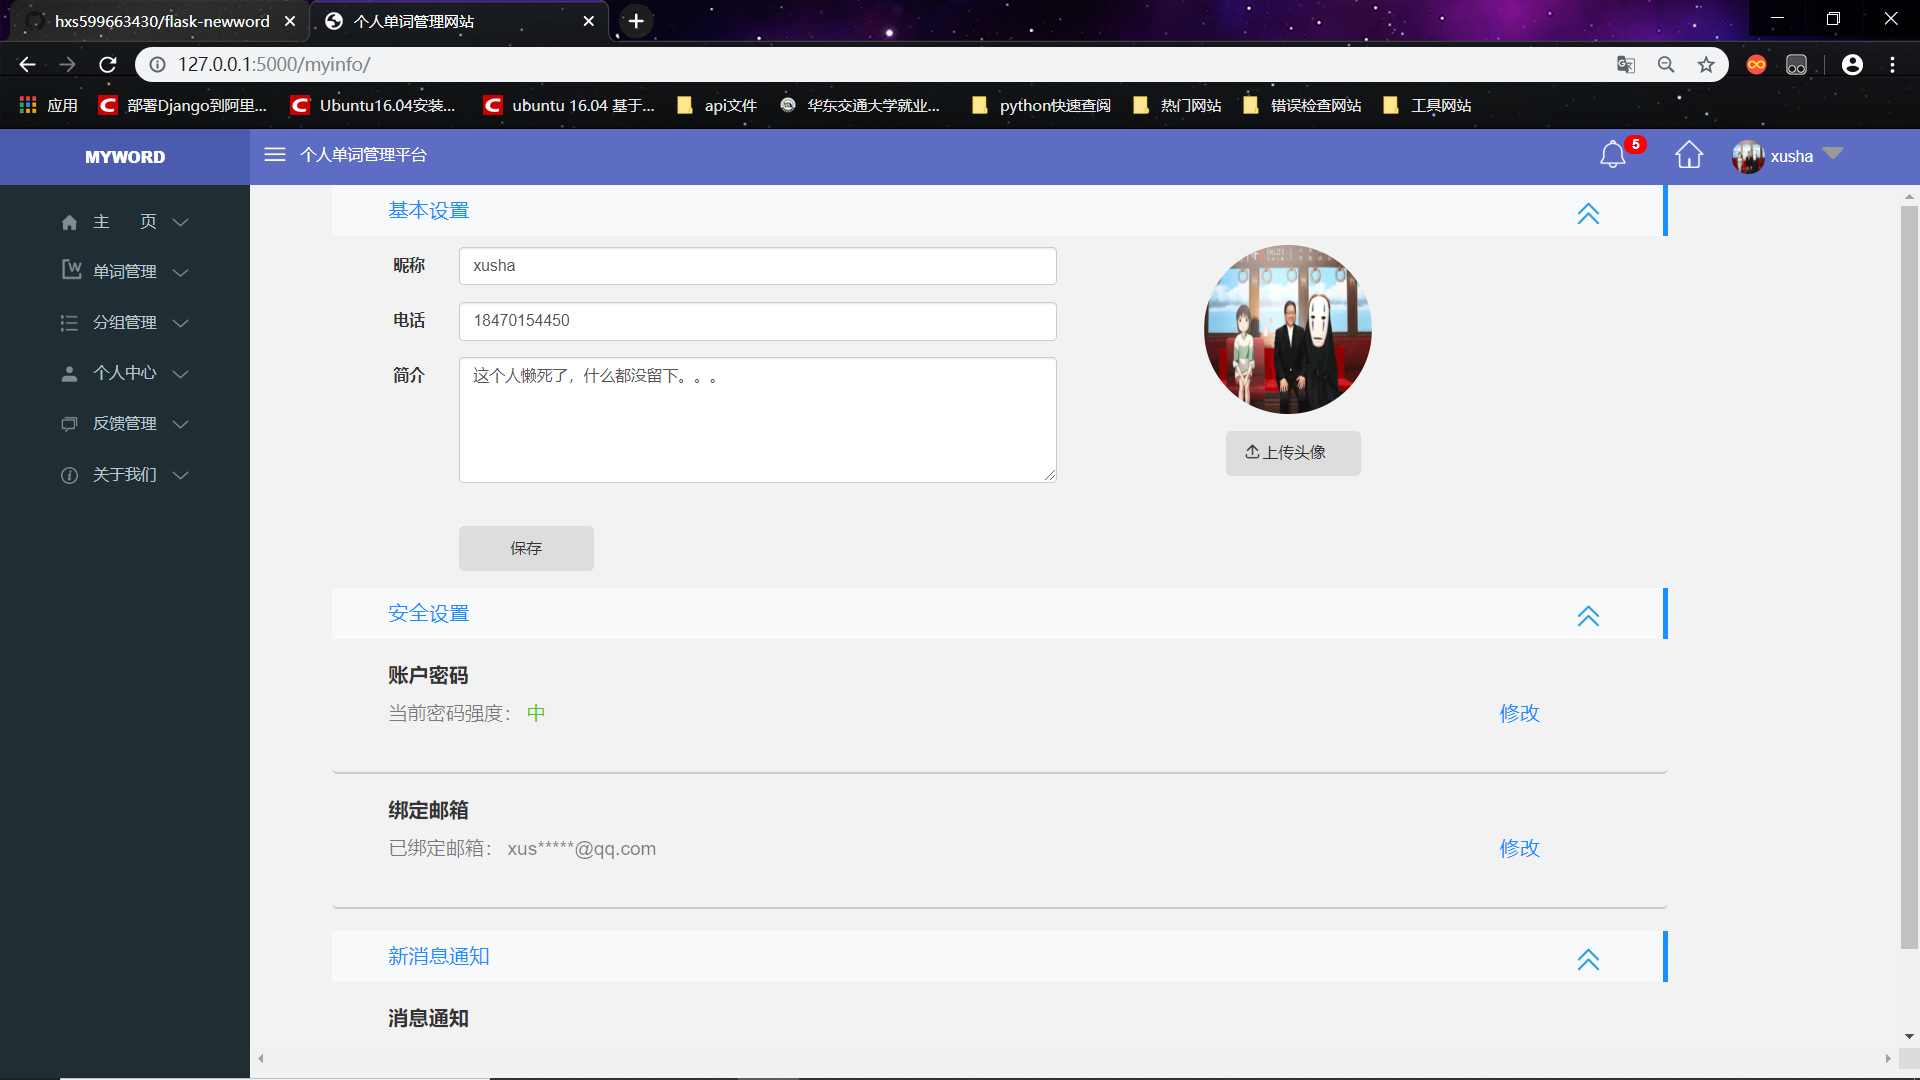 hxs599663430/flask-newword
个人单词管理网站
127.0.0.1:5000/myinfo/
应用
部署Django到阿里...
Ubuntu16.04安装...
ubuntu 16.04 基于...
api文件
华东交通大学就业...
python快速查阅
热门网站
错误检查网站
工具网站
MYWORD
个人单词管理平台
5
xusha
主 页
单词管理
分组管理
个人中心
反馈管理
关于我们
基本设置
昵称
xusha
电话
18470154450
简介
这个人懒死了，什么都没留下。。。
上传头像
保存
安全设置
账户密码
当前密码强度： 中
修改
绑定邮箱
已绑定邮箱： xus*****@qq.com
修改
新消息通知
消息通知